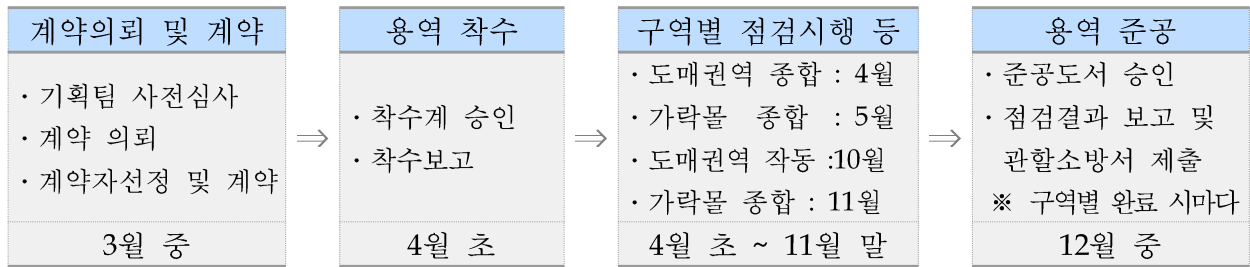 계약의뢰 및 계약
· 기획팀 사전심사
· 계약 의뢰
· 계약자선정 및 계약
3월 중
⇨
용역 착수
· 착수계 승인
· 착수보고
4월 초
⇨
구역별 점검시행 등
· 도매권역 종합 : 4월
· 가락몰 종합 : 5월
· 도매권역 작동 :10월
· 가락몰 종합 : 11월
4월 초 ~ 11월 말
⇨
용역 준공
· 준공도서 승인
· 점검결과 보고 및
관할소방서 제출
※ 구역별 완료 시마다
12월 중